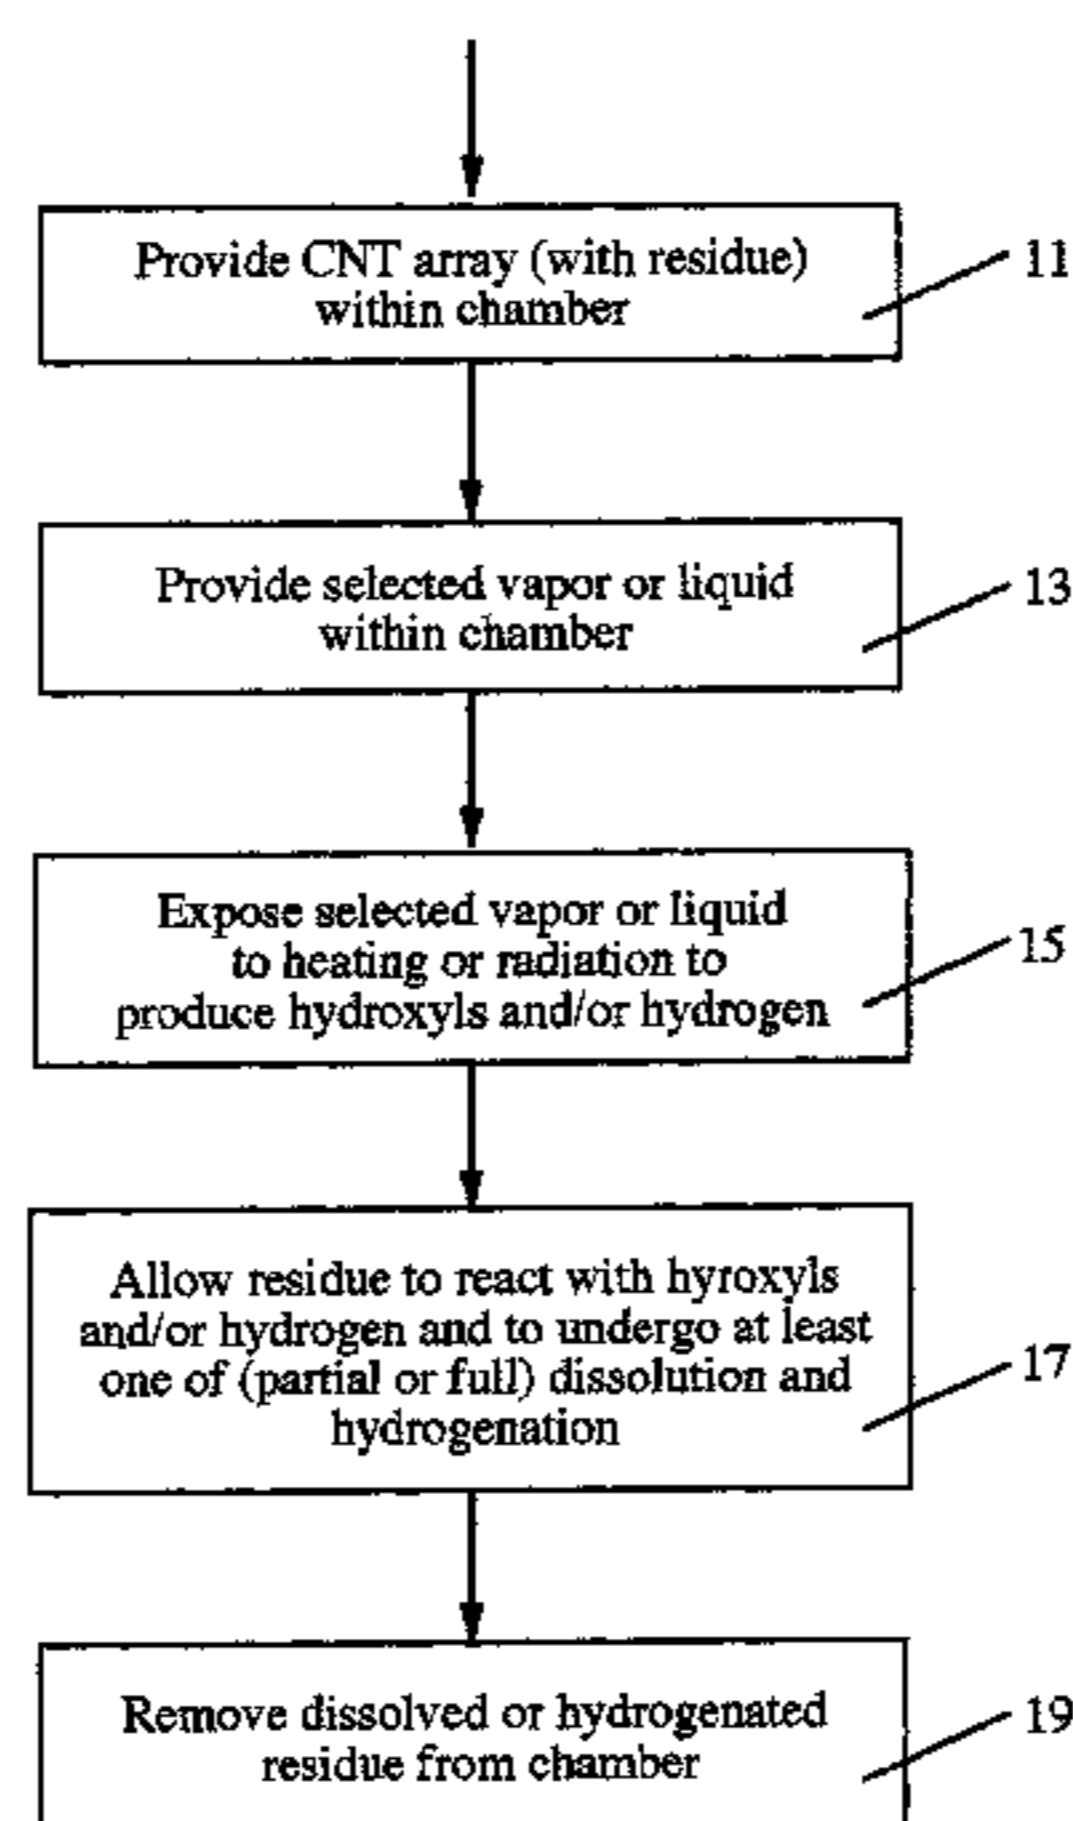 Provide CNT array (with residue)
within chamber
11
Provide selected vapor or liquid
within chamber
13
Expose selected vapor or liquid
to heating or radiation to
produce hydroxyls and/or hydrogen
15
Allow residue to react with hyroxyls
and/or hydrogen and to undergo at least
one of (partial or full) dissolution and
hydrogenation
17
Remove dissolved or hydrogenated
residue from chamber
19